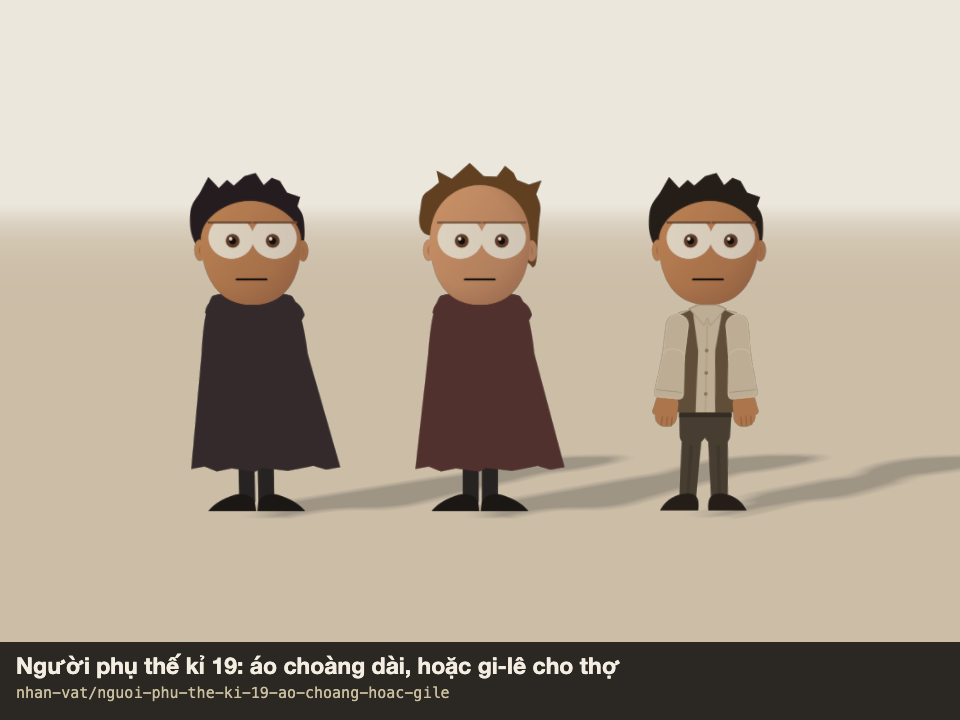 Người phụ thế kỉ 19: áo choàng dài, hoặc gi-lê cho thợ
nhan-vat/nguoi-phu-the-ki-19-ao-choang-hoac-gile